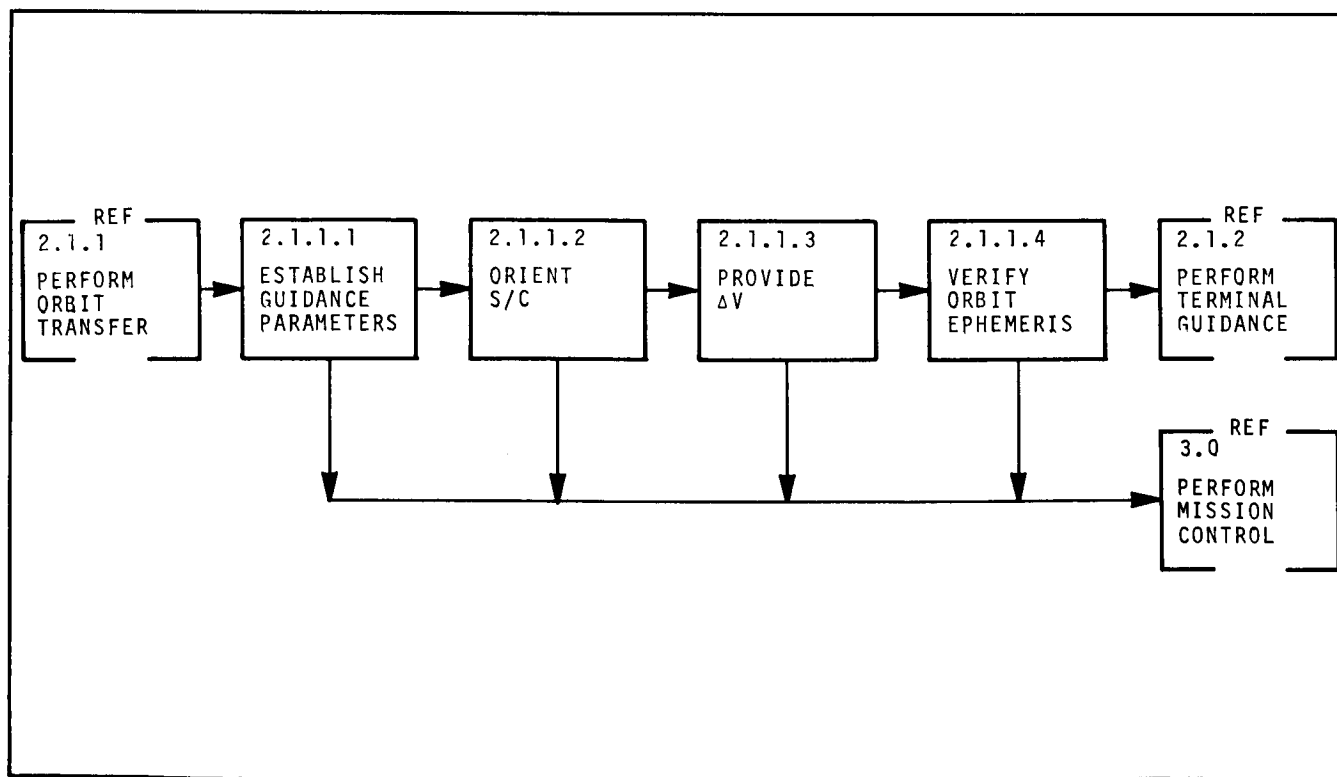 REF
2.1.1
PERFORM
ORBIT
TRANSFER
2.1.1.1
ESTABLISH
GUIDANCE
PARAMETERS
2.1.1.2
ORIENT
S/C
2.1.1.3
PROVIDE
ΔV
2.1.1.4
VERIFY
ORBIT
EPHEMERIS
REF
2.1.2
PERFORM
TERMINAL
GUIDANCE
REF
3.0
PERFORM
MISSION
CONTROL